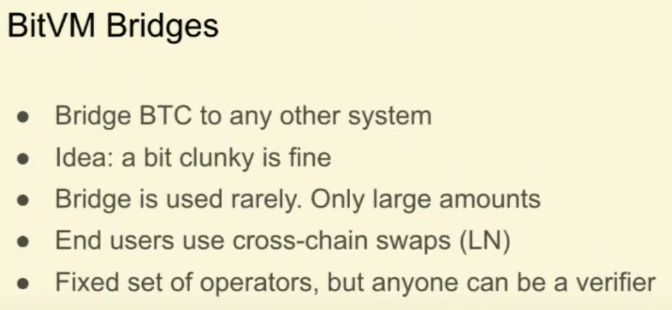 BitVM Bridges
● Bridge BTC to any other system
● Idea: a bit clunky is fine
● Bridge is used rarely. Only large amounts
● End users use cross-chain swaps (LN)
● Fixed set of operators, but anyone can be a verifier